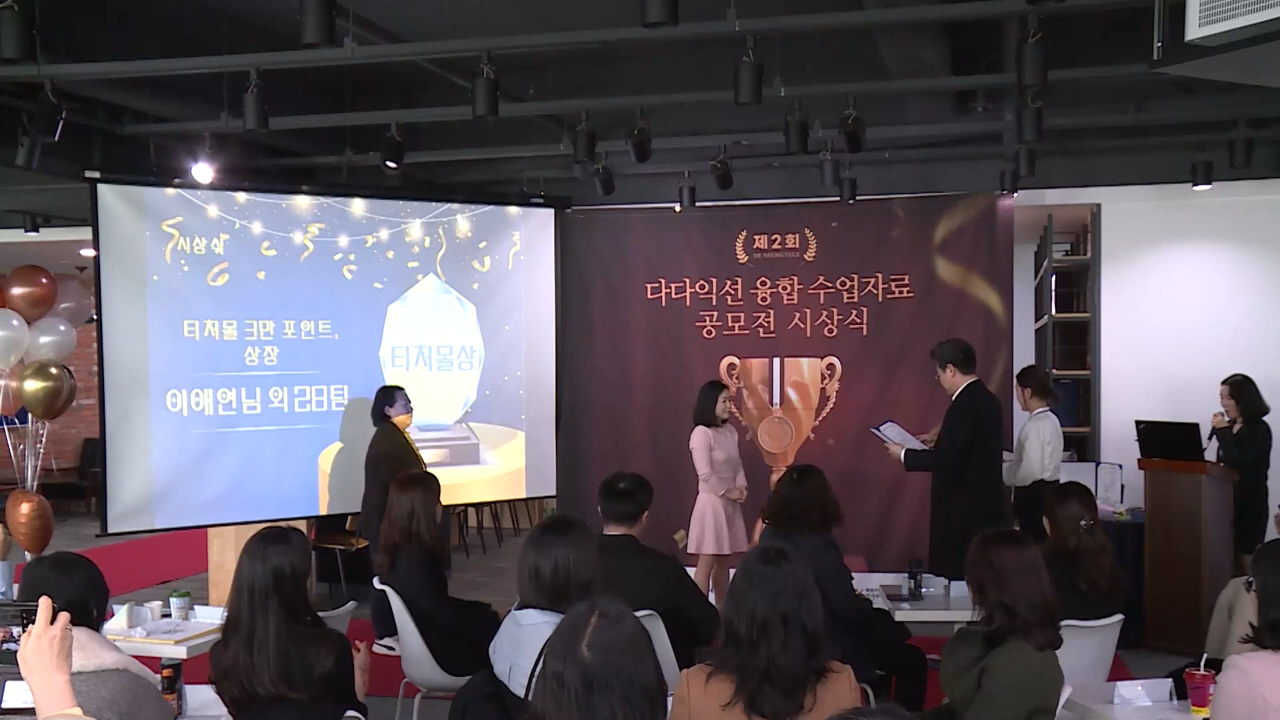 시상식
티처몰 3만 포인트,
상장
이애연님 외 28팀
티처몰상
제2회
NE NEUNGYULE
다다익선 융합 수업자료
공모전 시상식